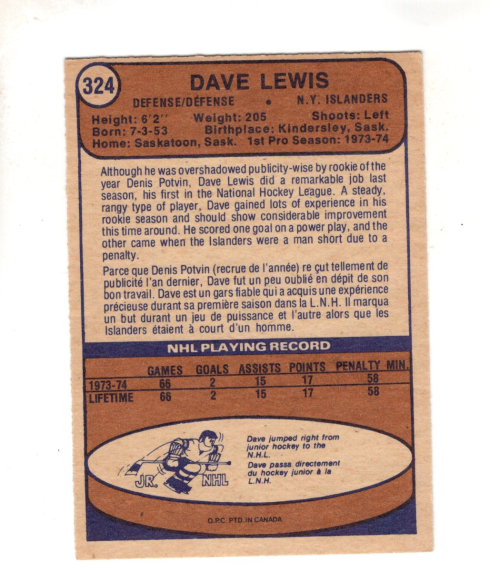 324
DAVE LEWIS
DEFENSE/DÉFENSE • N.Y. ISLANDERS
Height: 6'2" Weight: 205 Shoots: Left
Born: 7-3-53 Birthplace: Kindersley, Sask.
Home: Saskatoon, Sask. 1st Pro Season: 1973-74
Although he was overshadowed publicity-wise by rookie of the
year Denis Potvin, Dave Lewis did a remarkable job last
season, his first in the National Hockey League. A steady,
rangy type of player, Dave gained lots of experience in his
rookie season and should show considerable improvement
this time around. He scored one goal on a power play, and the
other came when the Islanders were a man short due to a
penalty.
Parce que Denis Potvin (recrue de l'année) re çut tellement de
publicité l'an dernier, Dave fut un peu oublié en dépit de son
bon travail. Dave est un gars fiable qui a acquis une expérience
précieuse durant sa première saison dans la L.N.H. Il marqua
un but durant un jeu de puissance et l'autre alors que les
Islanders étaient à court d'un homme.
NHL PLAYING RECORD
GAMES GOALS ASSISTS POINTS PENALTY MIN.
1973-74 66 2 15 17 58
LIFETIME 66 2 15 17 58
Dave jumped right from
junior hockey to the
N.H.L.
Dave passa directement
du hockey junior à la
L.N.H.
JR. NHL
O.P.C. PTD. IN CANADA